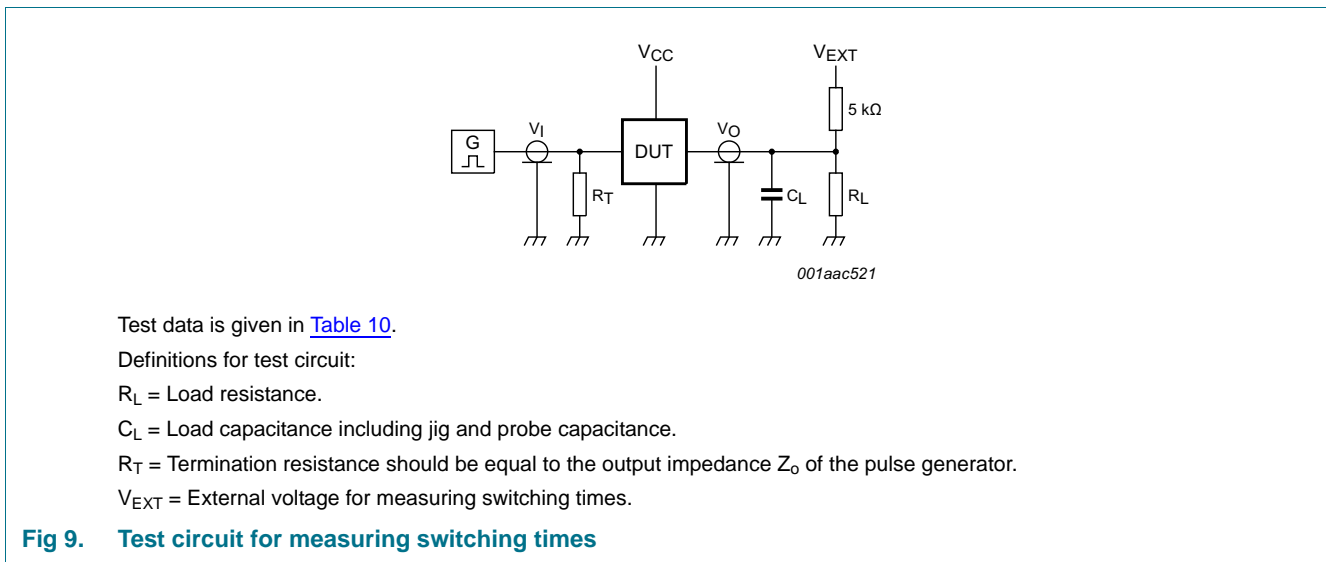 VCC
VEXT
5 kΩ
G
VI
DUT
VO
RT
CL
RL
001aac521
Test data is given in Table 10.
Definitions for test circuit:
RL = Load resistance.
CL = Load capacitance including jig and probe capacitance.
RT = Termination resistance should be equal to the output impedance Zo of the pulse generator.
VEXT = External voltage for measuring switching times.
Fig 9. Test circuit for measuring switching times